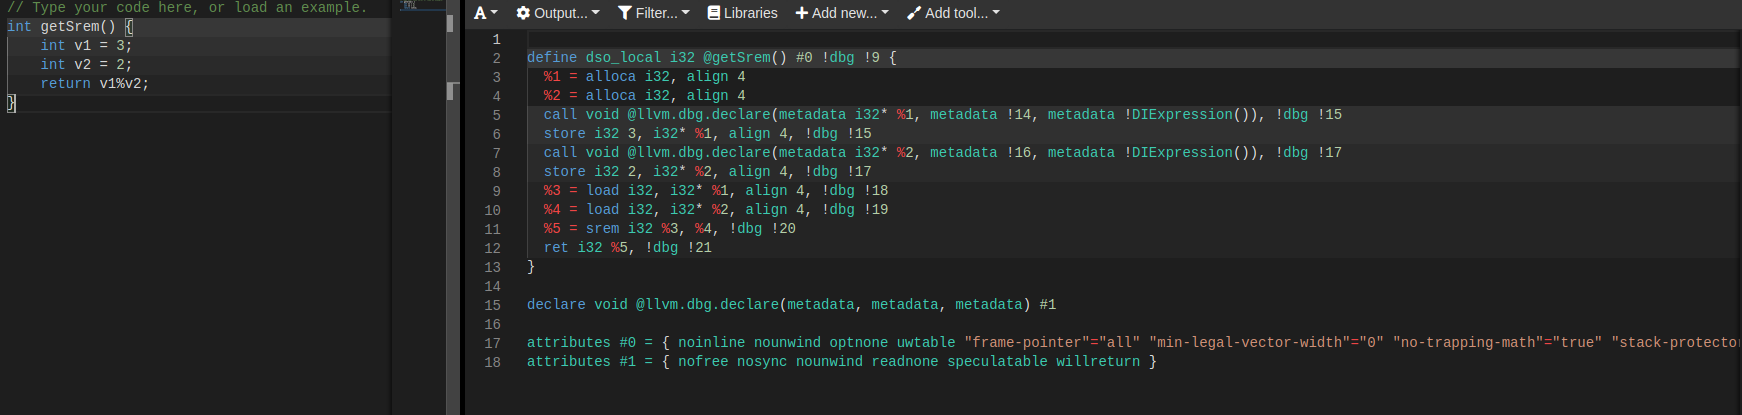 // Type your code here, or load an example.
int getSrem() {
    int v1 = 3;
    int v2 = 2;
    return v1%v2;
}
A Output... Filter... Libraries + Add new... Add tool...
1
2 define dso_local i32 @getSrem() #0 !dbg !9 {
3   %1 = alloca i32, align 4
4   %2 = alloca i32, align 4
5   call void @llvm.dbg.declare(metadata i32* %1, metadata !14, metadata !DIExpression()), !dbg !15
6   store i32 3, i32* %1, align 4, !dbg !15
7   call void @llvm.dbg.declare(metadata i32* %2, metadata !16, metadata !DIExpression()), !dbg !17
8   store i32 2, i32* %2, align 4, !dbg !17
9   %3 = load i32, i32* %1, align 4, !dbg !18
10   %4 = load i32, i32* %2, align 4, !dbg !19
11   %5 = srem i32 %3, %4, !dbg !20
12   ret i32 %5, !dbg !21
13 }
14
15 declare void @llvm.dbg.declare(metadata, metadata, metadata) #1
16
17 attributes #0 = { noinline nounwind optnone uwtable "frame-pointer"="all" "min-legal-vector-width"="0" "no-trapping-math"="true" "stack-protecto
18 attributes #1 = { nofree nosync nounwind readnone speculatable willreturn }